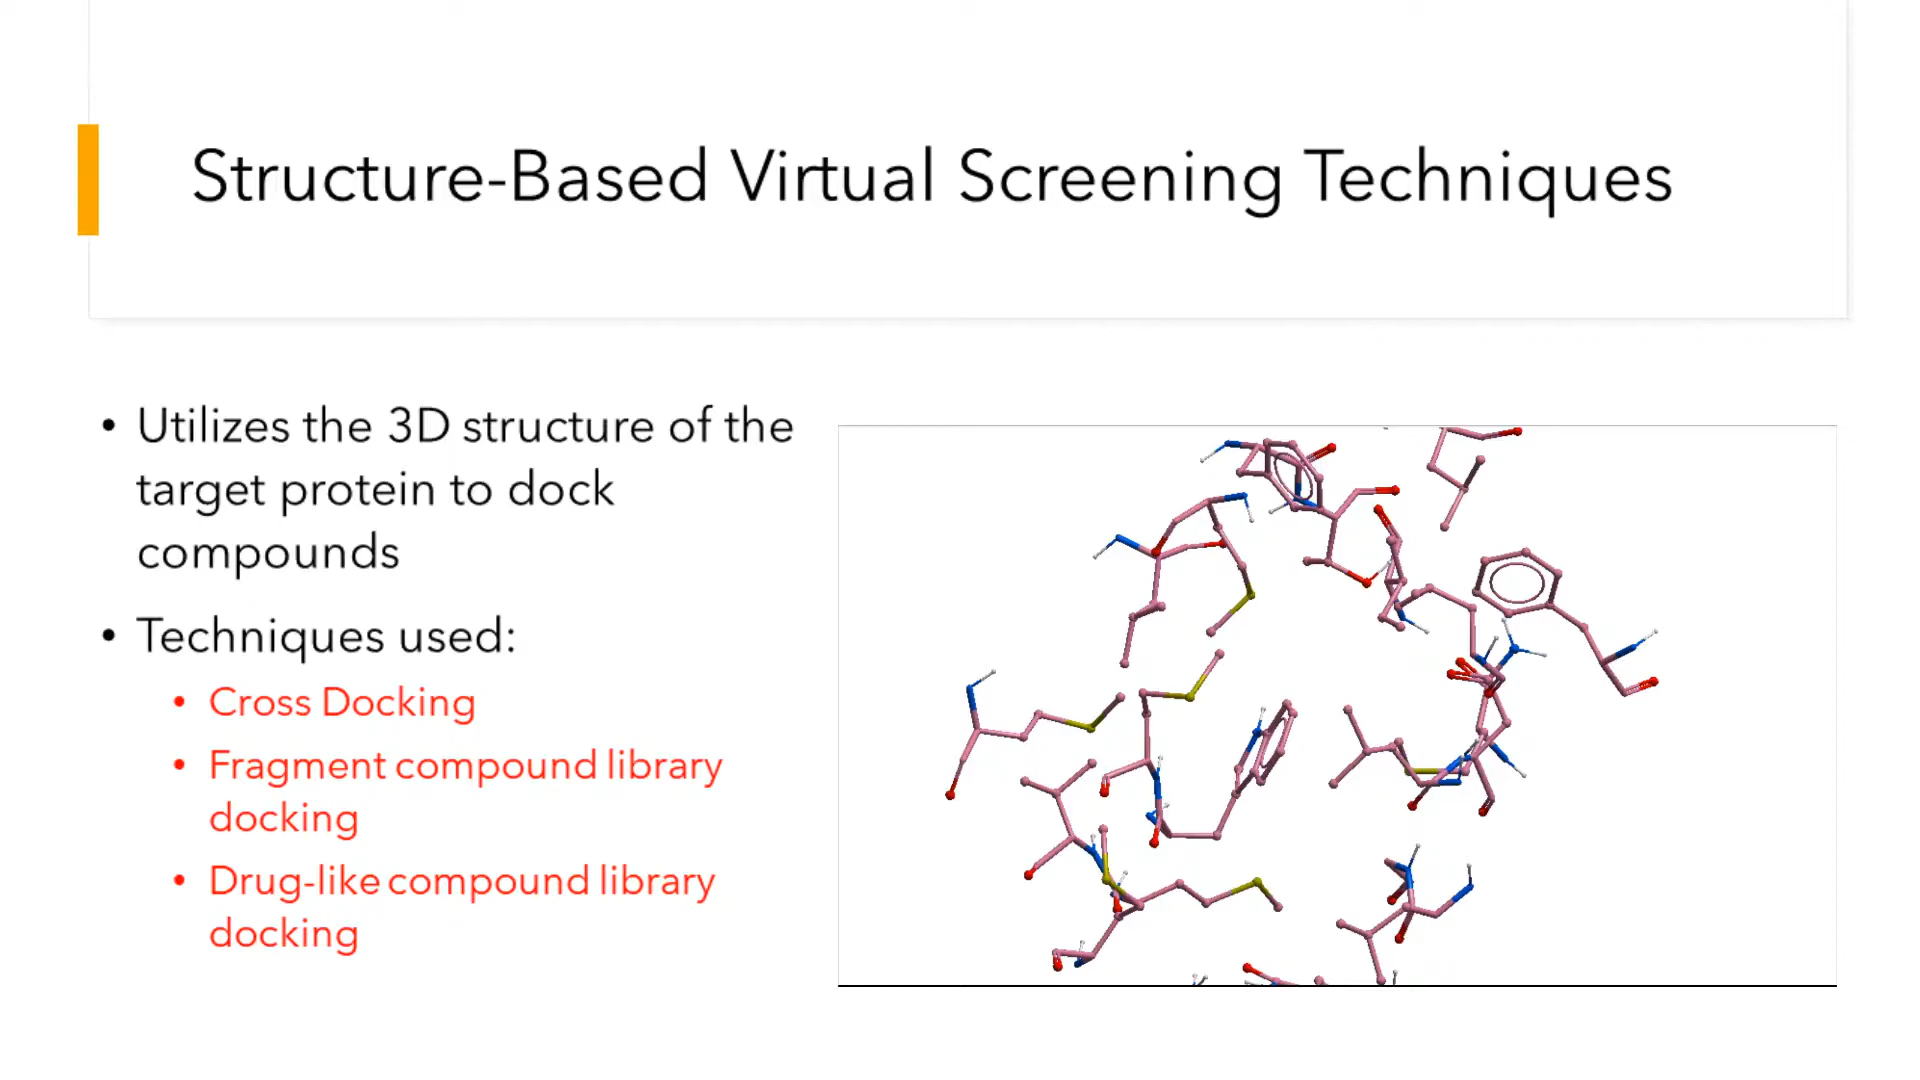 Structure-Based Virtual Screening Techniques
• Utilizes the 3D structure of the
target protein to dock
compounds
• Techniques used:
• Cross Docking
• Fragment compound library
docking
• Drug-like compound library
docking